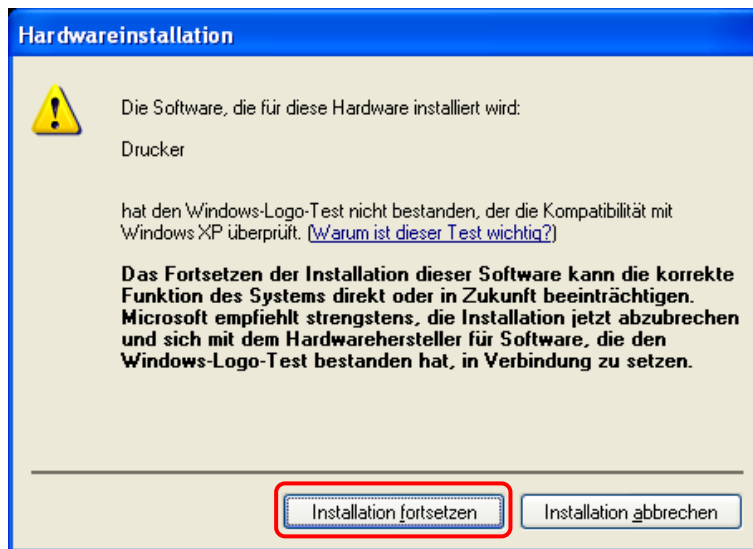 Hardwareinstallation
Die Software, die für diese Hardware installiert wird:
Drucker
hat den Windows-Logo-Test nicht bestanden, der die Kompatibilität mit
Windows XP überprüft. (Warum ist dieser Test wichtig?)
Das Fortsetzen der Installation dieser Software kann die korrekte
Funktion des Systems direkt oder in Zukunft beeinträchtigen.
Microsoft empfiehlt strengstens, die Installation jetzt abzubrechen
und sich mit dem Hardwarehersteller für Software, die den
Windows-Logo-Test bestanden hat, in Verbindung zu setzen.
Installation fortsetzen Installation abbrechen